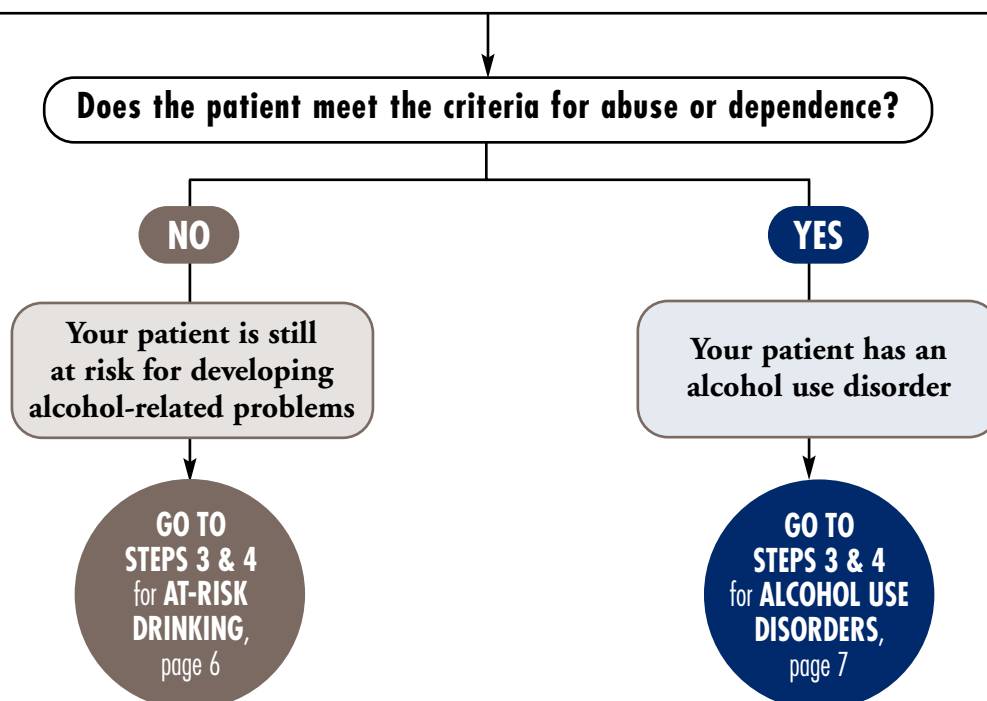 Does the patient meet the criteria for abuse or dependence?
NO
YES
Your patient is still
at risk for developing
alcohol-related problems
Your patient has an
alcohol use disorder
GO TO
STEPS 3 & 4
for AT-RISK
DRINKING,
page 6
GO TO
STEPS 3 & 4
for ALCOHOL USE
DISORDERS,
page 7